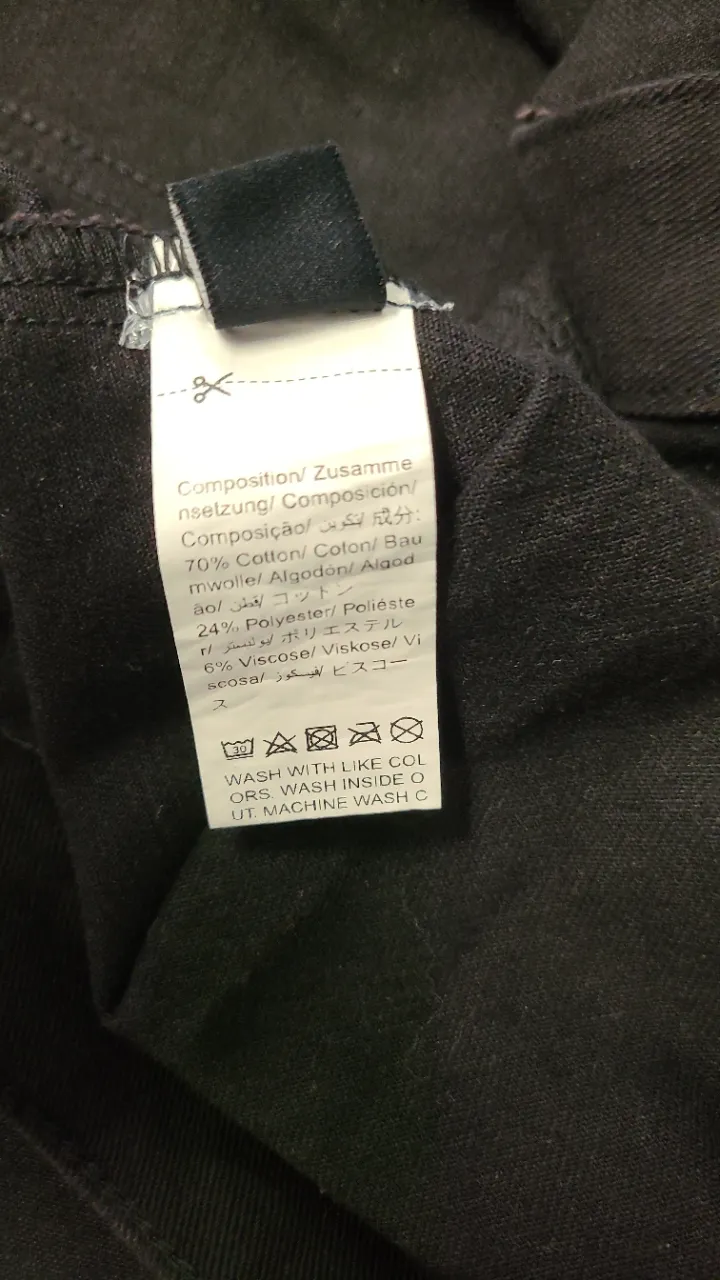 Composition/ Zusamme
nsetzung/ Composición/
Composição/ تكوين/ 成分:
70% Cotton/ Coton/ Bau
mwolle/ Algodón/ Algod
ão/ قطن/ コットン
24% Polyester/ Poliéste
r/ بوليستر/ ポリエステル
6% Viscose/ Viskose/ Vi
scosa/ فيسكوز/ ビスコー
ス
30
WASH WITH LIKE COL
ORS. WASH INSIDE O
UT. MACHINE WASH C